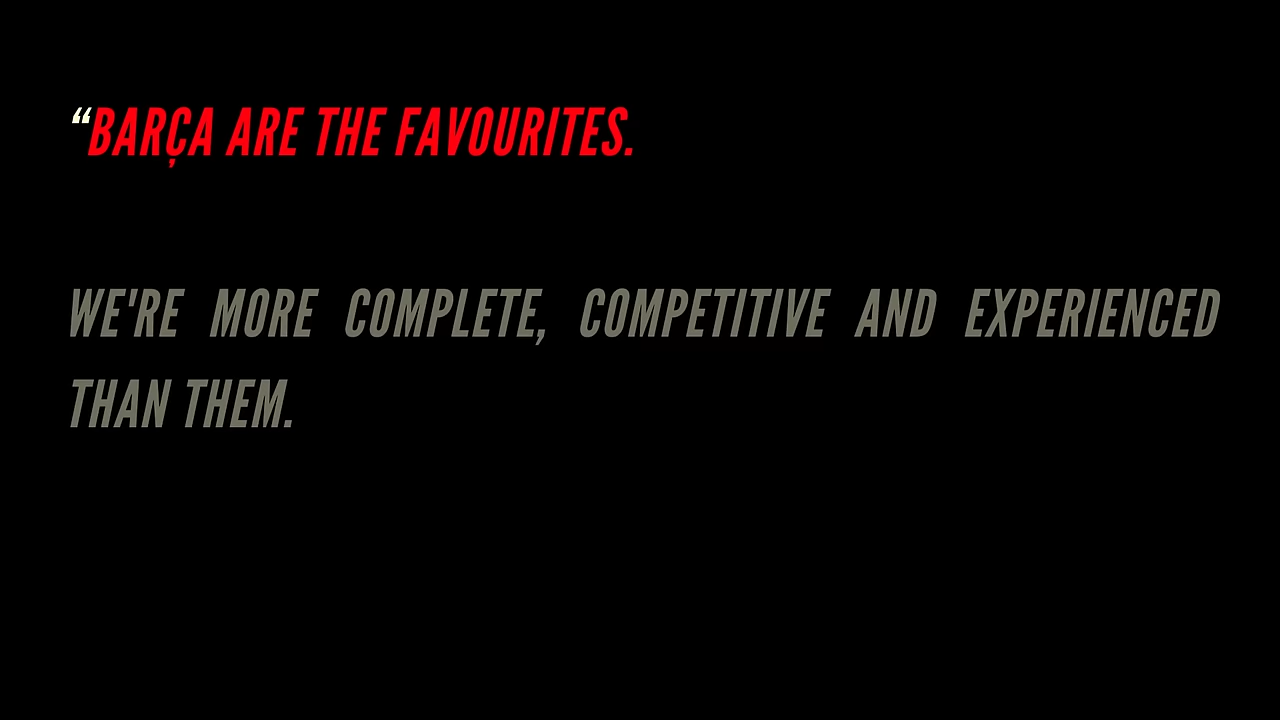 “BARÇA ARE THE FAVOURITES.
WE'RE MORE COMPLETE, COMPETITIVE AND EXPERIENCED
THAN THEM.